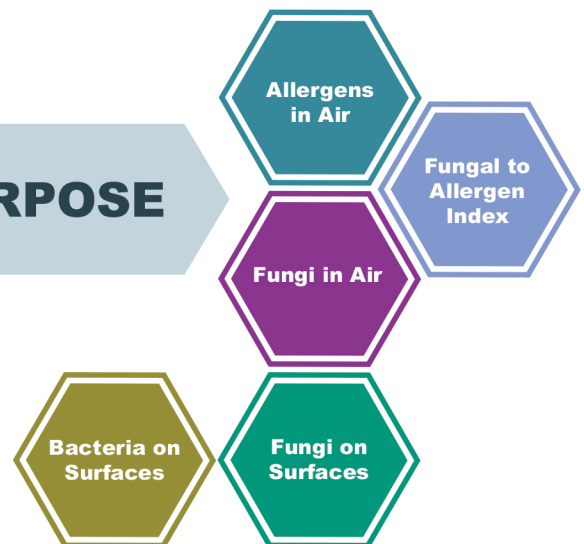 Allergens
in Air
Fungal to
Allergen
Index
RPOSE
Fungi in Air
Bacteria on
Surfaces
Fungi on
Surfaces